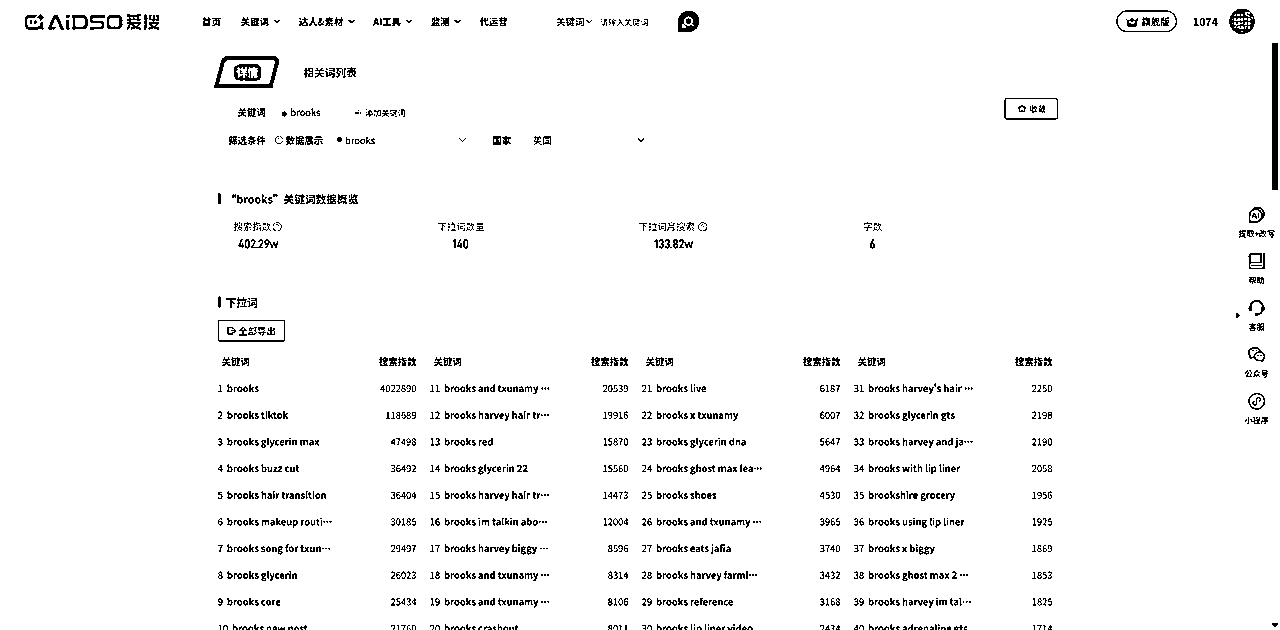 AiDSO爱搜 首页 关键词 达人&素材 AI工具 监测 代运营 关键词 请输入关键词 旗舰版 1074
详情 相关词列表
关键词 brooks 添加关键词 收藏
筛选条件 数据展示 brooks 国家 美国
“brooks”关键词数据概览
搜索指数 下拉词数量 下拉词月搜索 字数
402.29w 140 133.82w 6
AI
提取+改写
帮助
客服
公众号
小程序
下拉词
全部导出
关键词 搜索指数 关键词 搜索指数 关键词 搜索指数 关键词 搜索指数
1 brooks 4022890 11 brooks and txunamy ··· 20539 21 brooks live 6187 31 brooks harvey's hair ··· 2250
2 brooks tiktok 118689 12 brooks harvey hair tr··· 19916 22 brooks x txunamy 6007 32 brooks glycerin gts 2198
3 brooks glycerin max 47498 13 brooks red 15870 23 brooks glycerin dna 5647 33 brooks harvey and ja··· 2190
4 brooks buzz cut 36492 14 brooks glycerin 22 15560 24 brooks ghost max lea··· 4964 34 brooks with lip liner 2058
5 brooks hair transition 36404 15 brooks harvey hair tr··· 14473 25 brooks shoes 4530 35 brookshire grocery 1956
6 brooks makeup routi··· 30185 16 brooks im talkin abo··· 12004 26 brooks and txunamy ··· 3965 36 brooks using lip liner 1925
7 brooks song for txun··· 29497 17 brooks harvey biggy ··· 8596 27 brooks eats jafia 3740 37 brooks x biggy 1869
8 brooks glycerin 26023 18 brooks and txunamy ··· 8314 28 brooks harvey farmi··· 3432 38 brooks ghost max 2 ··· 1853
9 brooks core 25434 19 brooks and txunamy ··· 8106 29 brooks reference 3168 39 brooks harvey im tal··· 1825
10 brooks new post 21760 20 brooks crashout 8011 30 brooks lip liner video 2434 40 brooks adrenaline gts 1714